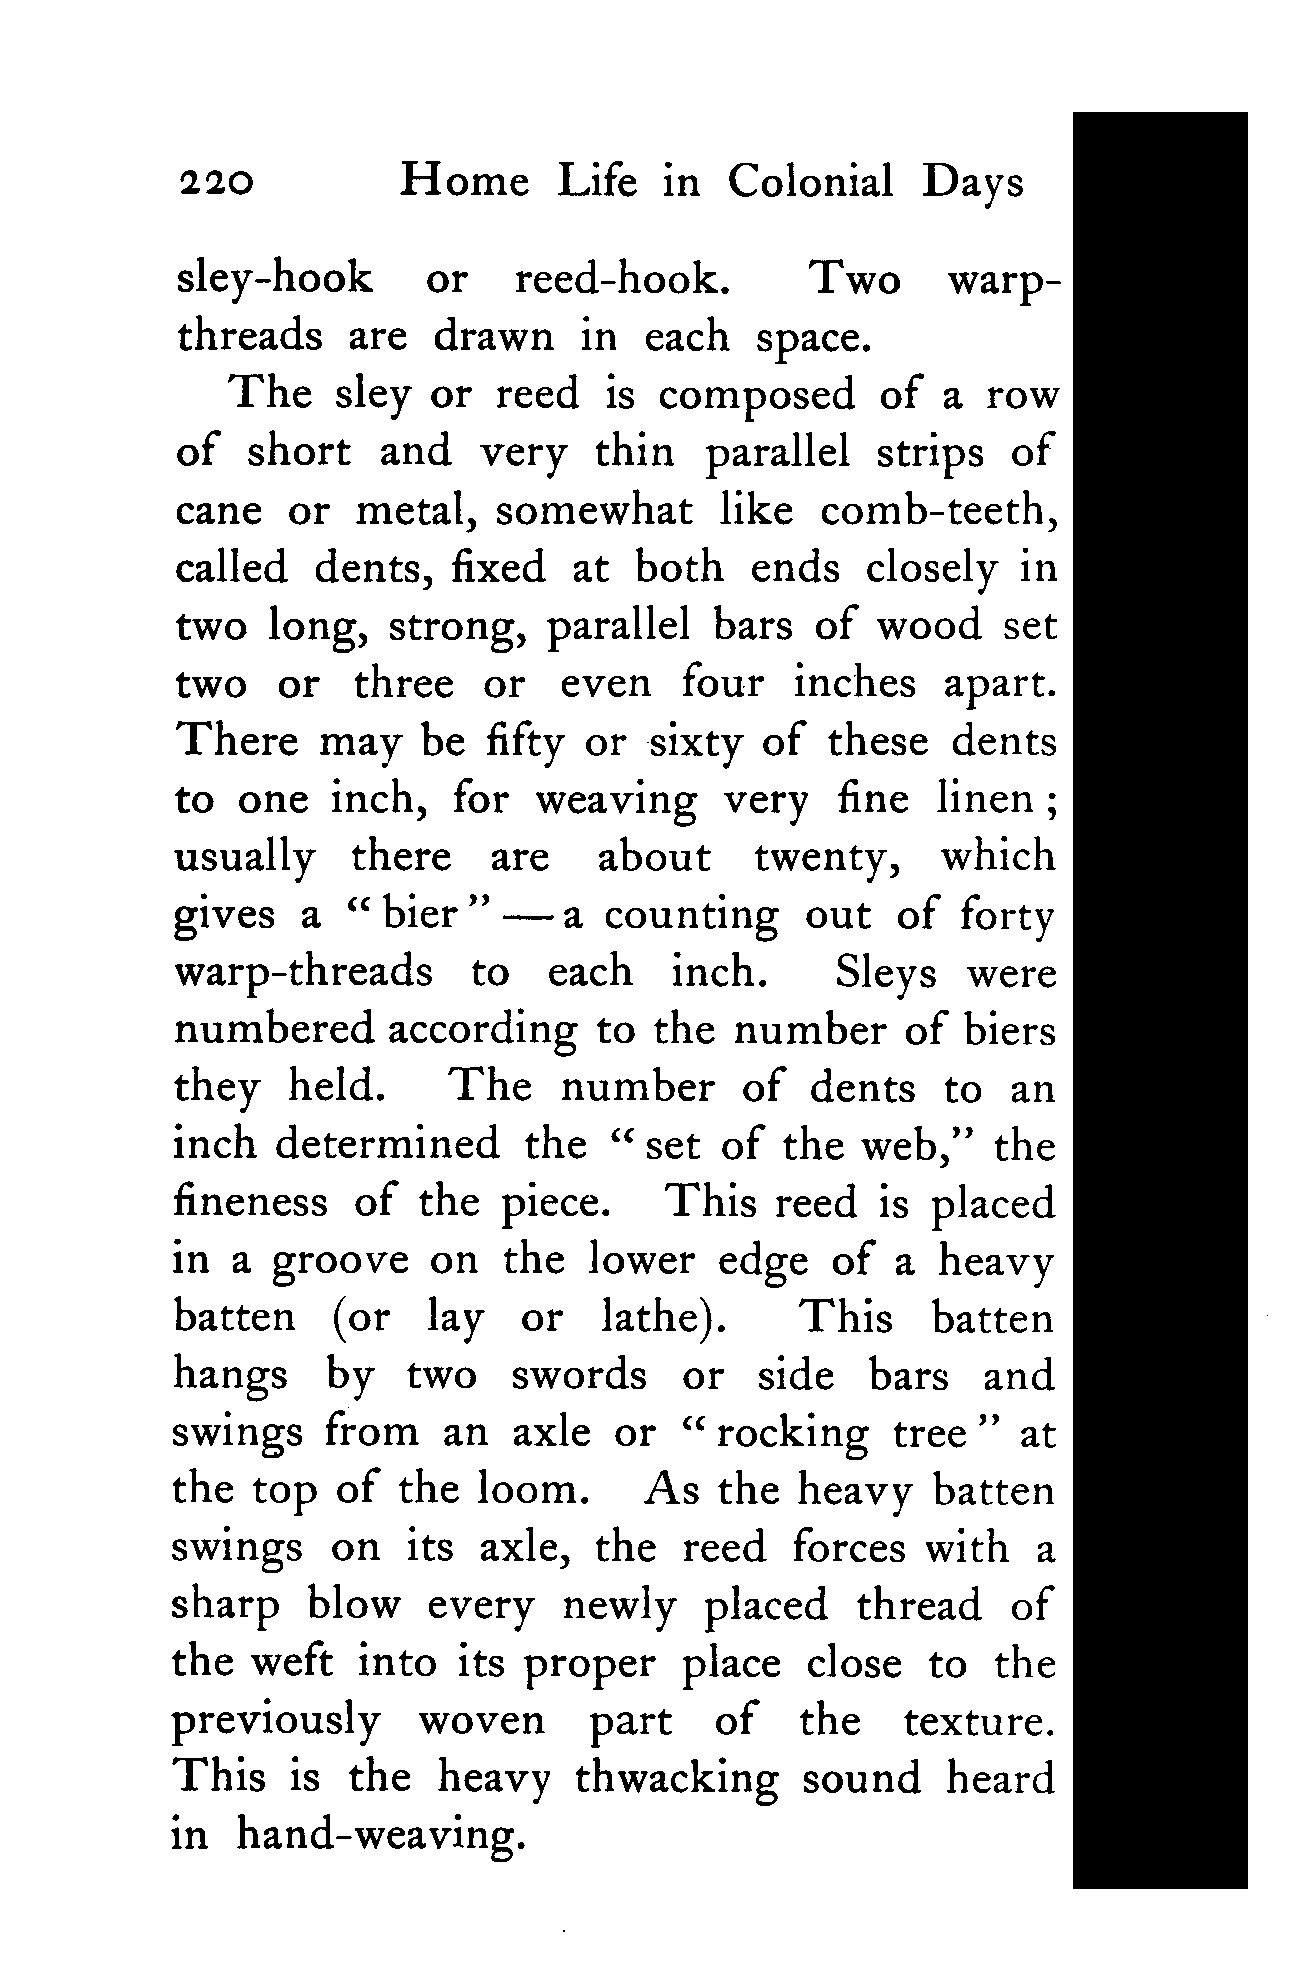 220 Home Life in Colonial Days
sley-hook or reed-hook. Two warp-
threads are drawn in each space.
The sley or reed is composed of a row
of short and very thin parallel strips of
cane or metal, somewhat like comb-teeth,
called dents, fixed at both ends closely in
two long, strong, parallel bars of wood set
two or three or even four inches apart.
There may be fifty or sixty of these dents
to one inch, for weaving very fine linen ;
usually there are about twenty, which
gives a “ bier ” — a counting out of forty
warp-threads to each inch. Sleys were
numbered according to the number of biers
they held. The number of dents to an
inch determined the “ set of the web,” the
fineness of the piece. This reed is placed
in a groove on the lower edge of a heavy
batten (or lay or lathe). This batten
hangs by two swords or side bars and
swings from an axle or “ rocking tree ” at
the top of the loom. As the heavy batten
swings on its axle, the reed forces with a
sharp blow every newly placed thread of
the weft into its proper place close to the
previously woven part of the texture.
This is the heavy thwacking sound heard
in hand-weaving.